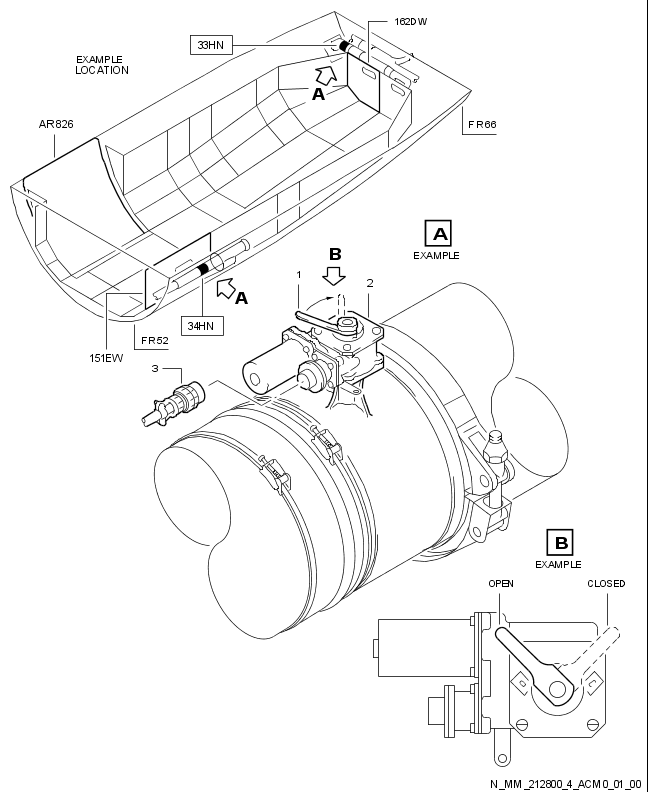 162DW
33HN
EXAMPLE
LOCATION
A
AR826
FR66
A
B
EXAMPLE
1
2
A
34HN
FR52
151EW
3
B
EXAMPLE
OPEN
CLOSED
N_MM_212800_4_ACM0_01_00